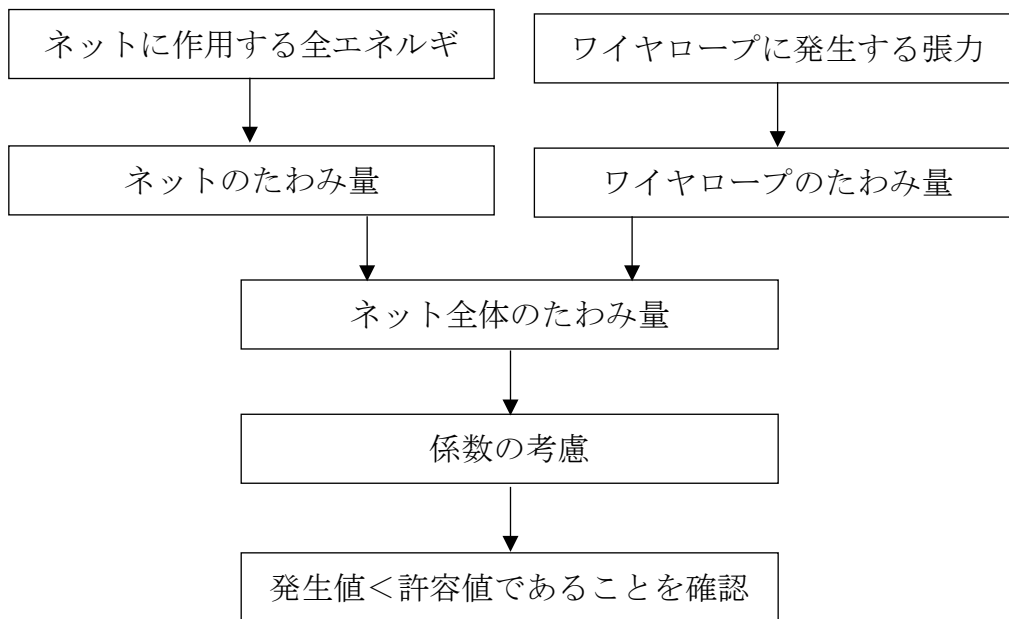 ネットに作用する全エネルギ
ワイヤロープに発生する張力
ネットのたわみ量
ワイヤロープのたわみ量
ネット全体のたわみ量
係数の考慮
発生値<許容値であることを確認